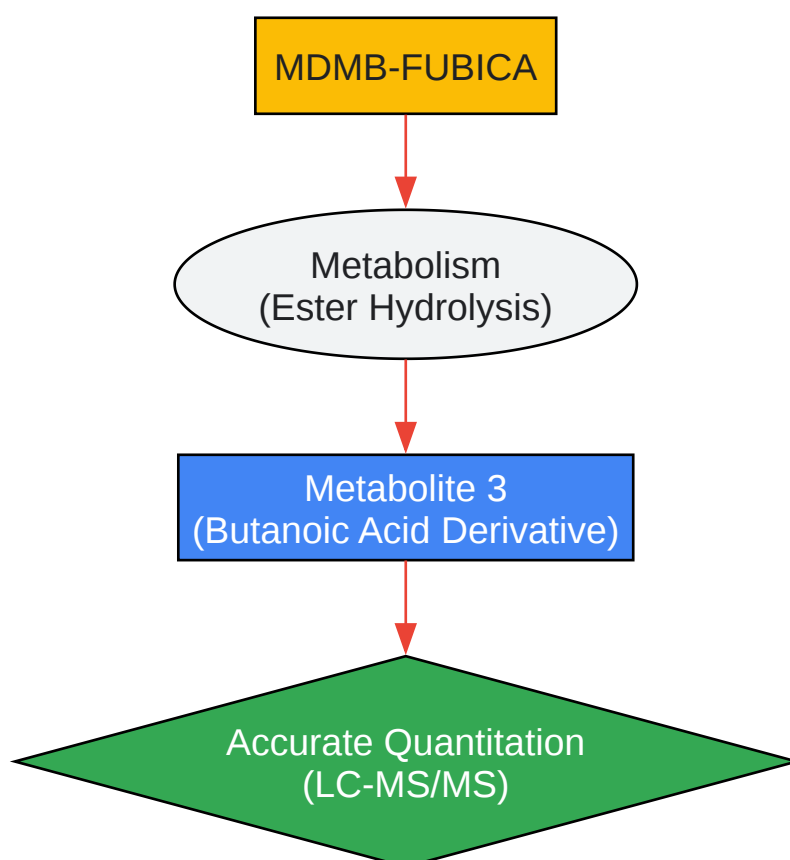 MDMB-FUBICA
Metabolism
(Ester Hydrolysis)
Metabolite 3
(Butanoic Acid Derivative)
Accurate Quantitation
(LC-MS/MS)